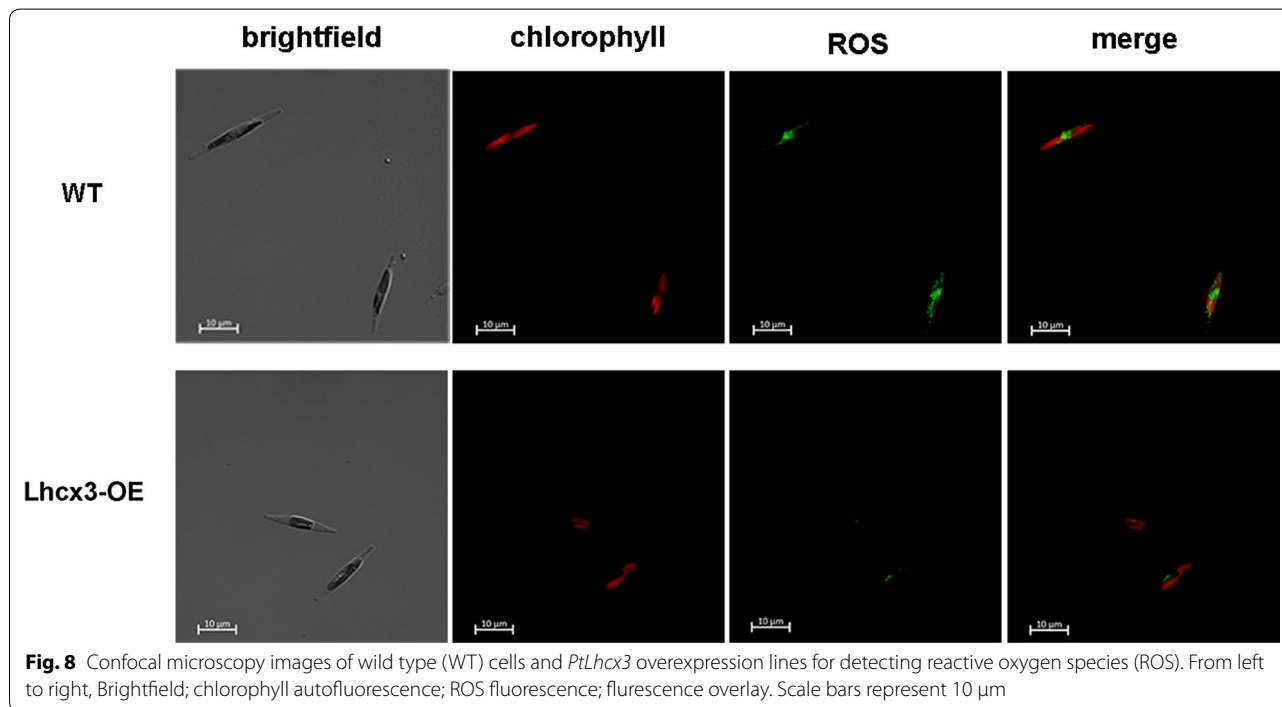 brightfield chlorophyll ROS merge
WT
10 µm 10 µm 10 µm 10 µm
Lhcx3-OE
10 µm 10 µm 10 µm 10 µm
Fig. 8 Confocal microscopy images of wild type (WT) cells and PtLhcx3 overexpression lines for detecting reactive oxygen species (ROS). From left
to right, Brightfield; chlorophyll autofluorescence; ROS fluorescence; flurescence overlay. Scale bars represent 10 µm